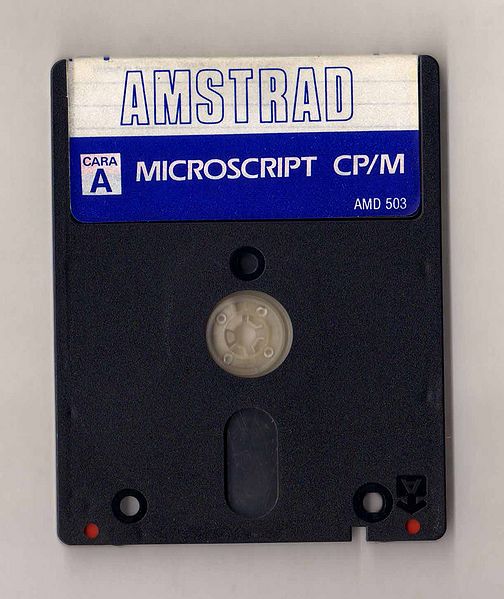 AMSTRAD
CARA
A
MICROSCRIPT CP/M
AMD 503
A